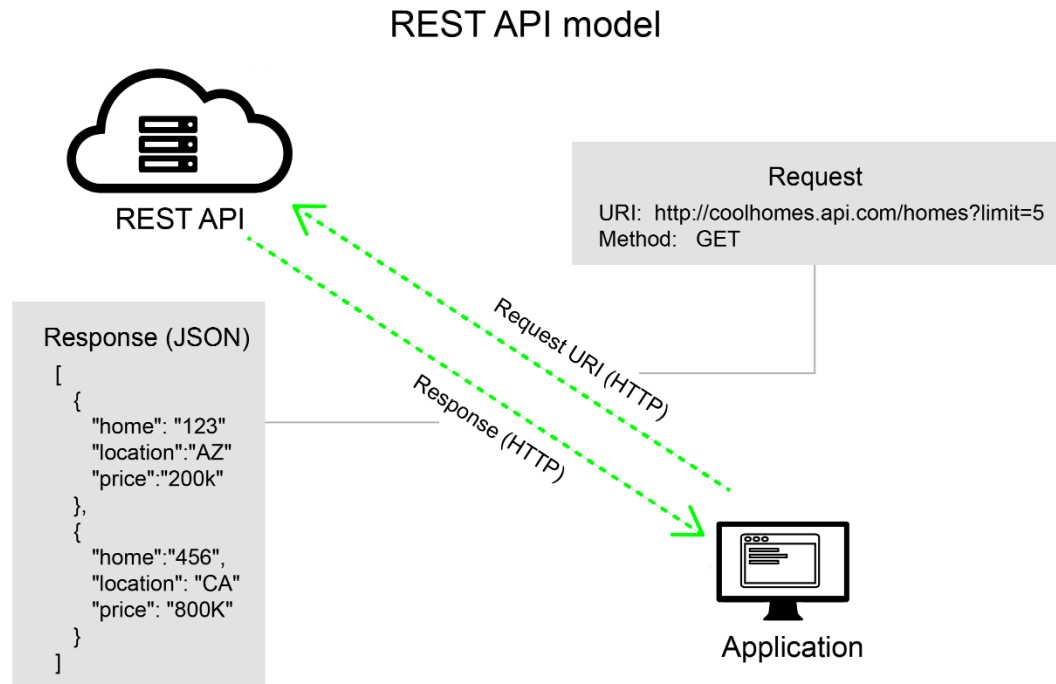 REST API model
REST API
Request
URI:  http://coolhomes.api.com/homes?limit=5
Method:   GET
Request URI (HTTP)
Response (HTTP)
Response (JSON)
[
{
"home": "123"
"location":"AZ"
"price":"200k"
},
{
"home":"456",
"location": "CA"
"price": "800K"
}
]
Application